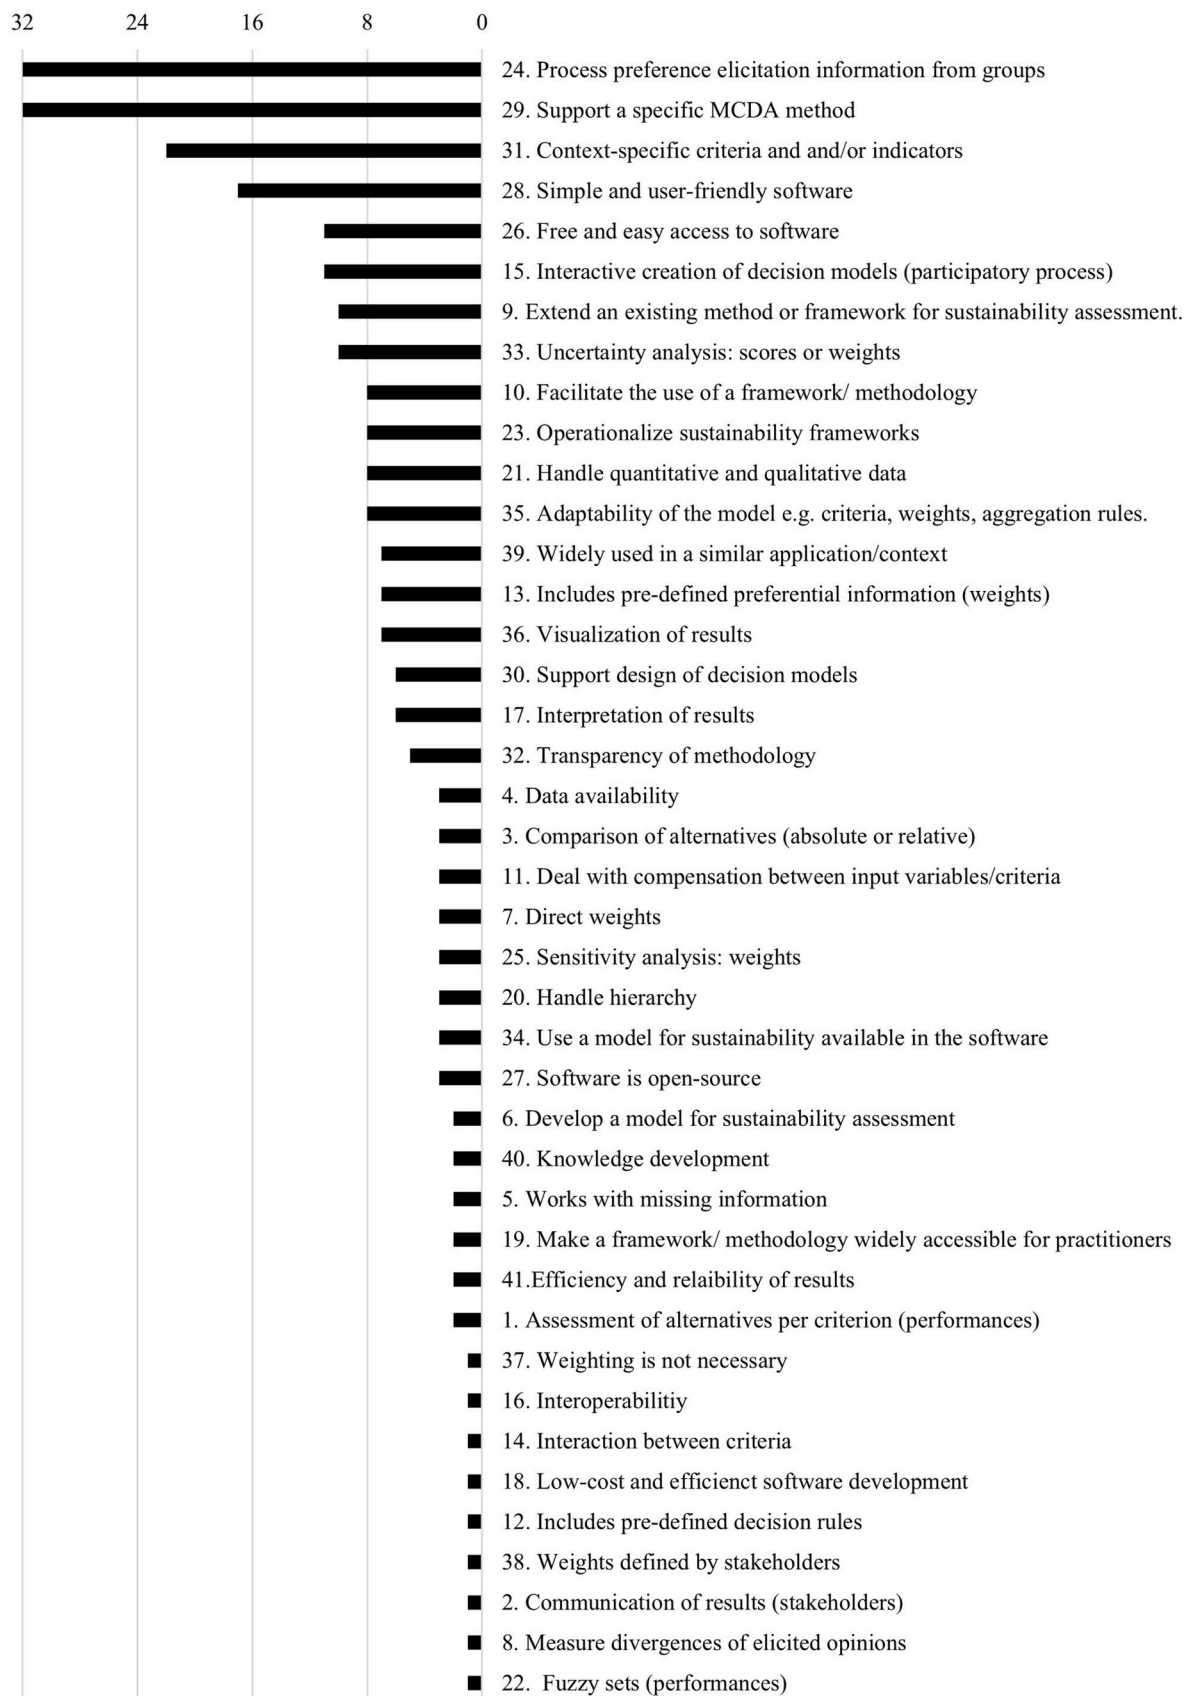 32 24 16 8 0
24. Process preference elicitation information from groups
29. Support a specific MCDA method
31. Context-specific criteria and and/or indicators
28. Simple and user-friendly software
26. Free and easy access to software
15. Interactive creation of decision models (participatory process)
9. Extend an existing method or framework for sustainability assessment.
33. Uncertainty analysis: scores or weights
10. Facilitate the use of a framework/ methodology
23. Operationalize sustainability frameworks
21. Handle quantitative and qualitative data
35. Adaptability of the model e.g. criteria, weights, aggregation rules.
39. Widely used in a similar application/context
13. Includes pre-defined preferential information (weights)
36. Visualization of results
30. Support design of decision models
17. Interpretation of results
32. Transparency of methodology
4. Data availability
3. Comparison of alternatives (absolute or relative)
11. Deal with compensation between input variables/criteria
7. Direct weights
25. Sensitivity analysis: weights
20. Handle hierarchy
34. Use a model for sustainability available in the software
27. Software is open-source
6. Develop a model for sustainability assessment
40. Knowledge development
5. Works with missing information
19. Make a framework/ methodology widely accessible for practitioners
41.Efficiency and relaibility of results
1. Assessment of alternatives per criterion (performances)
37. Weighting is not necessary
16. Interoperabilitiy
14. Interaction between criteria
18. Low-cost and efficienct software development
12. Includes pre-defined decision rules
38. Weights defined by stakeholders
2. Communication of results (stakeholders)
8. Measure divergences of elicited opinions
22. Fuzzy sets (performances)